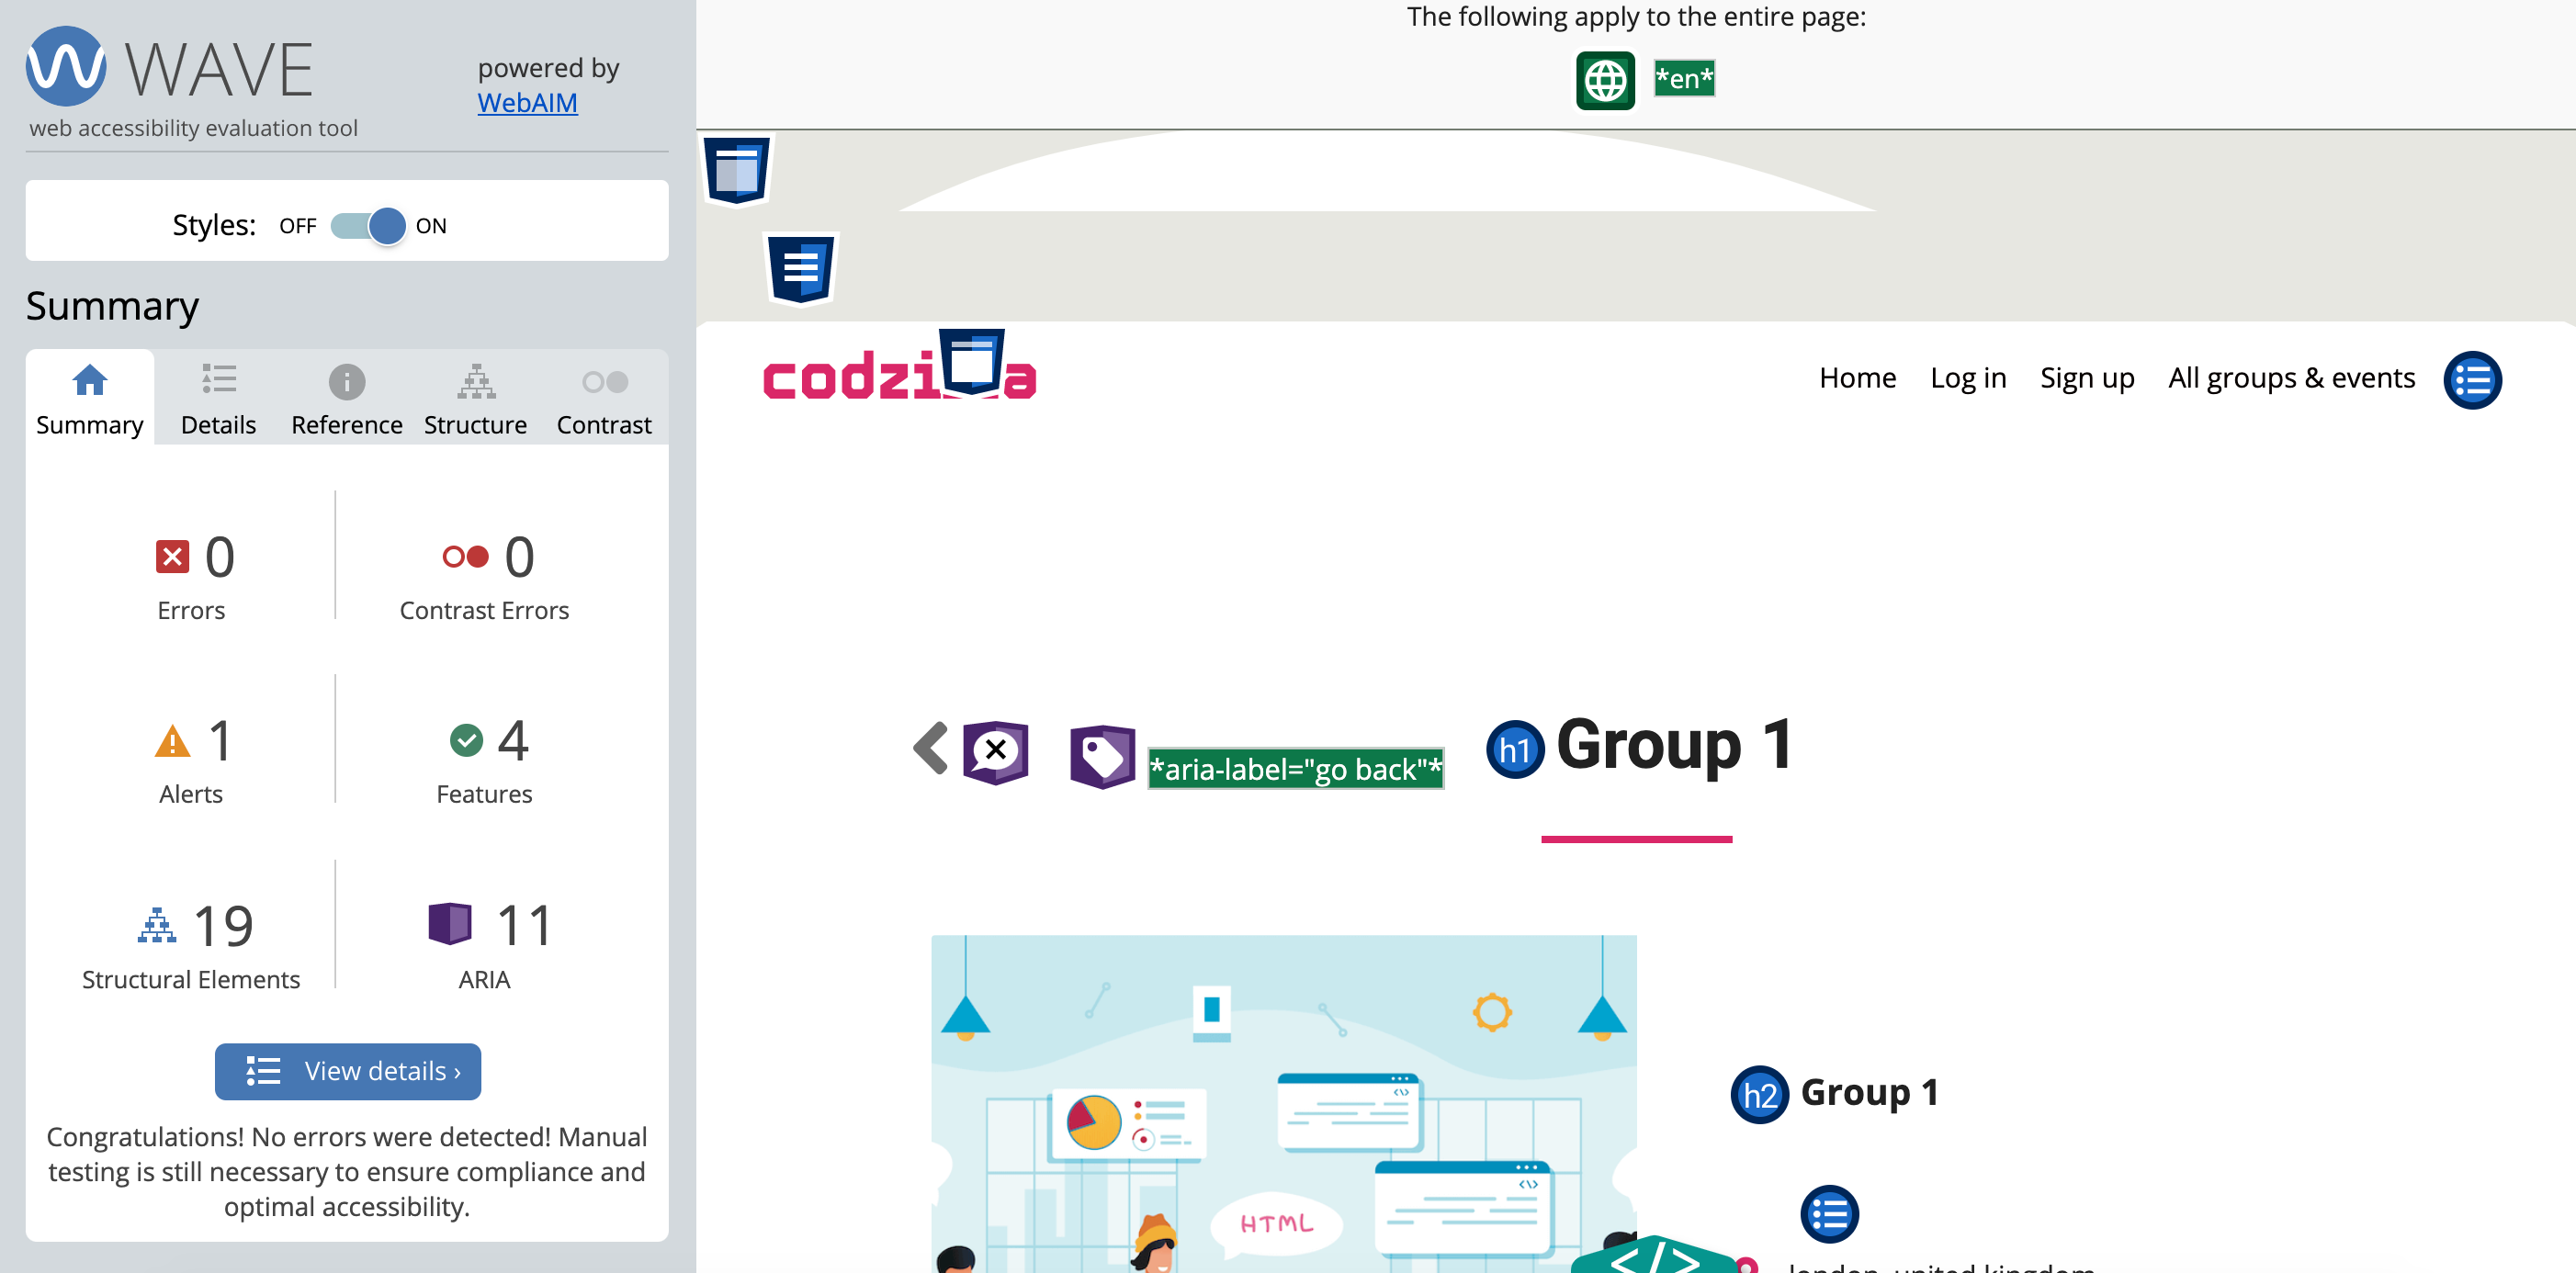 WAVE
powered by
WebAIM
web accessibility evaluation tool
Styles: OFF ON
Summary
Summary Details Reference Structure Contrast
0
Errors
0
Contrast Errors
1
Alerts
4
Features
19
Structural Elements
11
ARIA
View details ›
Congratulations! No errors were detected! Manual
testing is still necessary to ensure compliance and
optimal accessibility.
The following apply to the entire page:
*en*
Home Log in Sign up All groups & events
*aria-label="go back"*
h1 Group 1
h2 Group 1
HTML
</>
london, united kingdom